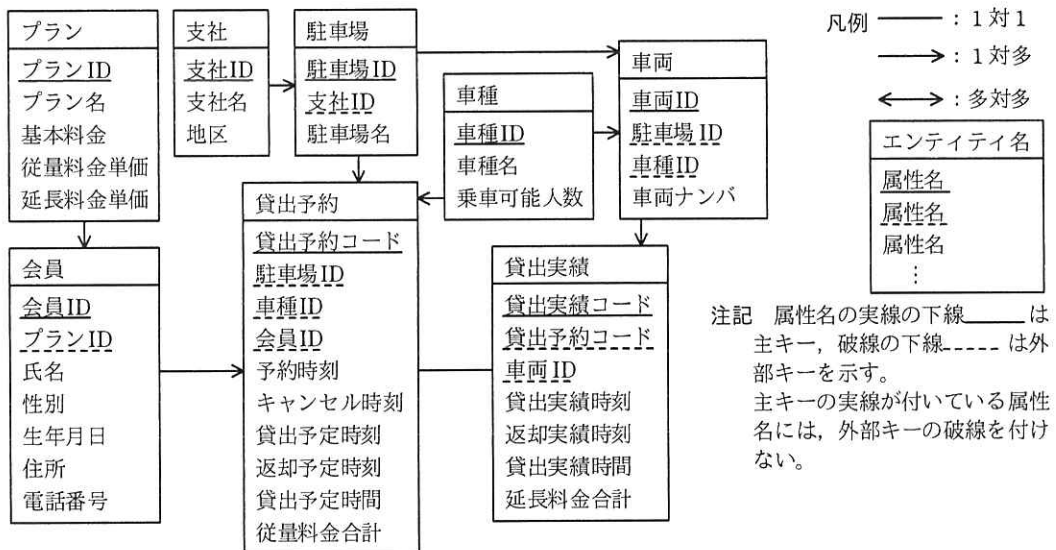 プラン
プランID
プラン名
基本料金
従量料金単価
延長料金単価
支社
支社ID
支社名
地区
駐車場
駐車場ID
支社ID
駐車場名
車種
車種ID
車種名
乗車可能人数
車両
車両ID
駐車場ID
車種ID
車両ナンバ
会員
会員ID
プランID
氏名
性別
生年月日
住所
電話番号
貸出予約
貸出予約コード
駐車場ID
車種ID
会員ID
予約時刻
キャンセル時刻
貸出予定時刻
返却予定時刻
貸出予定時間
従量料金合計
貸出実績
貸出実績コード
貸出予約コード
車両ID
貸出実績時刻
返却実績時刻
貸出実績時間
延長料金合計
凡例
：1対1
：1対多
：多対多
エンティティ名
属性名
属性名
属性名
⋮
注記 属性名の実線の下線_____は
主キー，破線の下線-----は外
部キーを示す。
主キーの実線が付いている属性
名には，外部キーの破線を付け
ない。